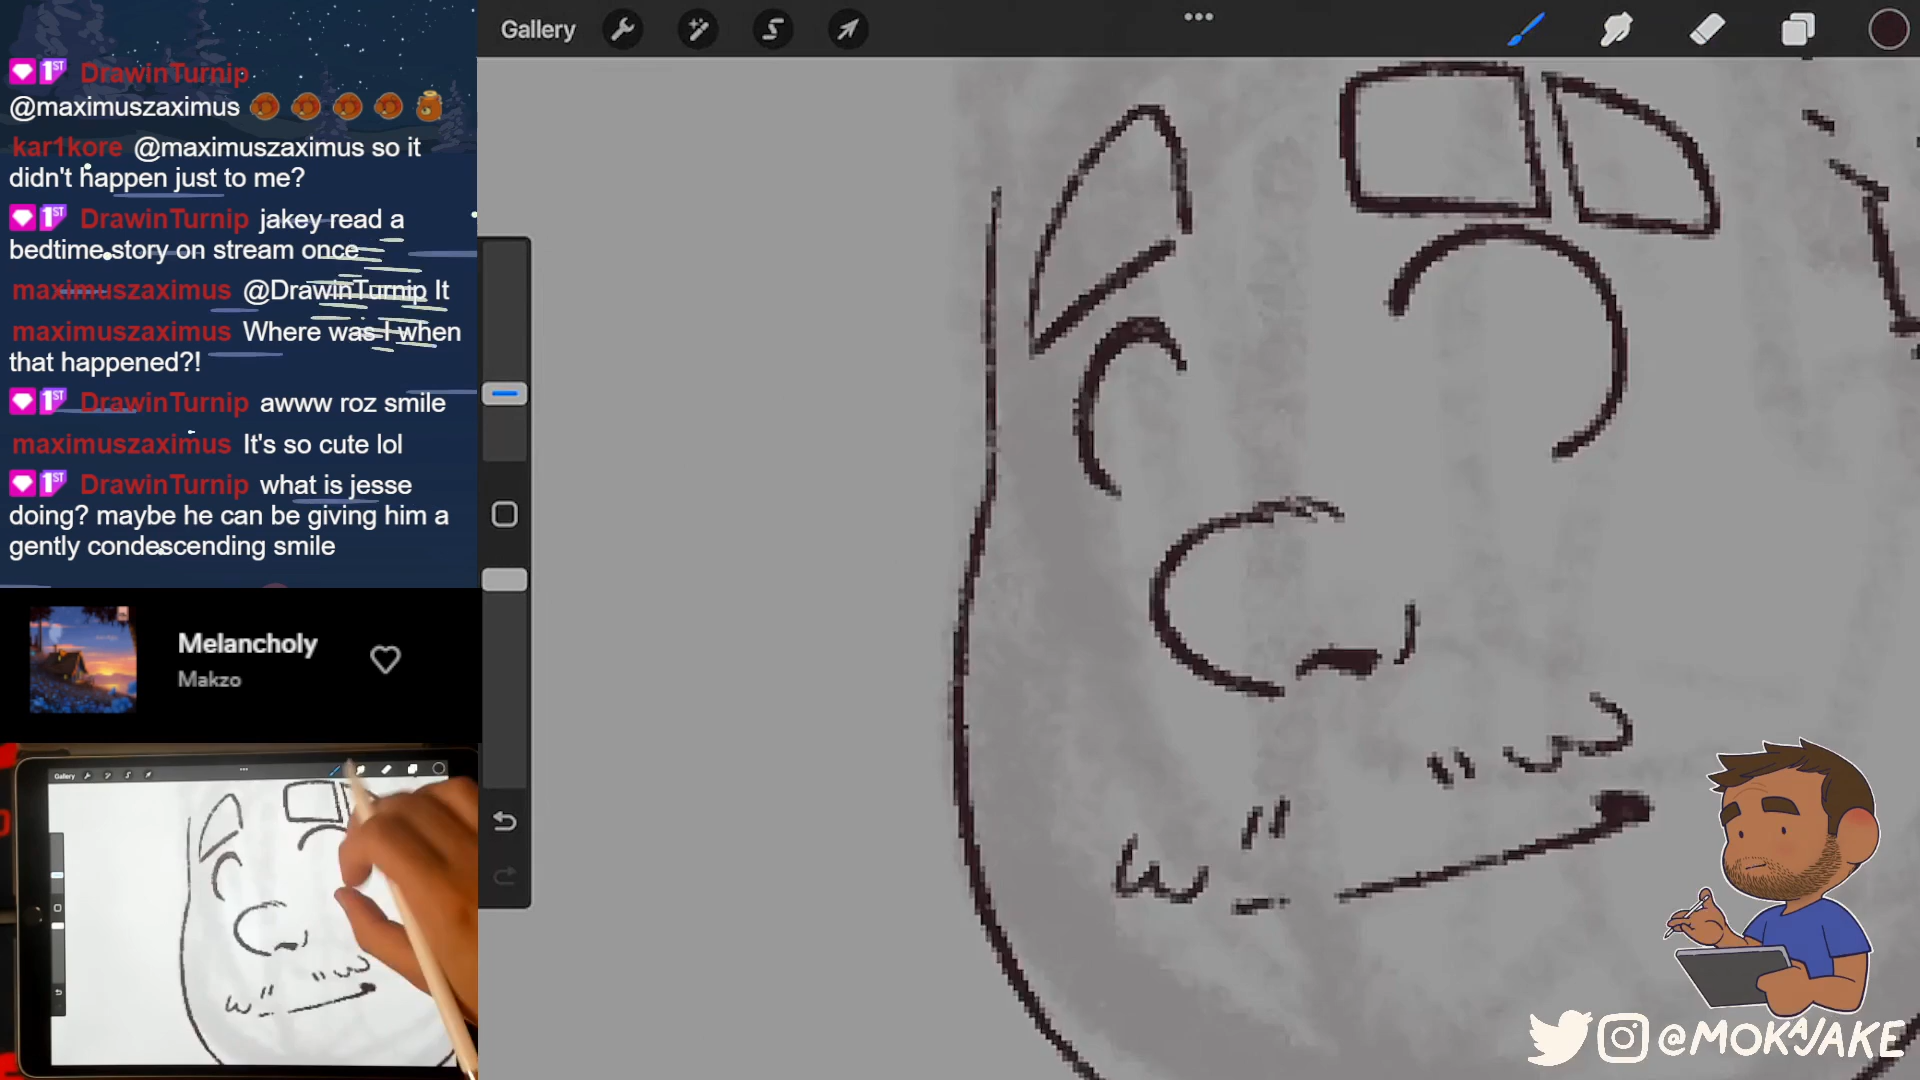 DrawinTurnip
@maximuszaximus
kar1kore @maximuszaximus so it
didn't happen just to me?
DrawinTurnip jakey read a
bedtime story on stream once
maximuszaximus @DrawinTurnip It
maximuszaximus Where was I when
that happened?!
DrawinTurnip awww roz smile
maximuszaximus It's so cute lol
DrawinTurnip what is jesse
doing? maybe he can be giving him a
gently condescending smile
Melancholy
Makzo
Gallery
Gallery
@MOKAJAKE